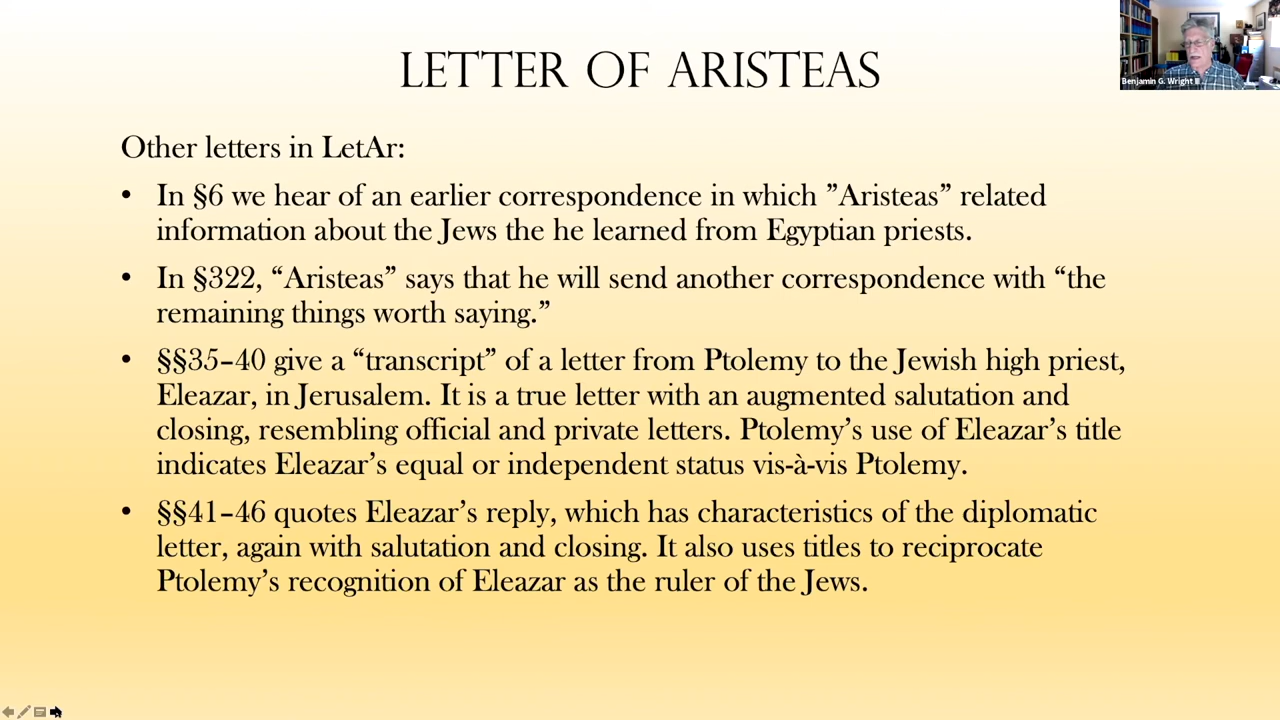 LETTER OF ARISTEAS
Benjamin G. Wright III
Other letters in LetAr:
• In §6 we hear of an earlier correspondence in which ”Aristeas” related
information about the Jews the he learned from Egyptian priests.
• In §322, “Aristeas” says that he will send another correspondence with “the
remaining things worth saying.”
• §§35–40 give a “transcript” of a letter from Ptolemy to the Jewish high priest,
Eleazar, in Jerusalem. It is a true letter with an augmented salutation and
closing, resembling official and private letters. Ptolemy’s use of Eleazar’s title
indicates Eleazar’s equal or independent status vis-à-vis Ptolemy.
• §§41–46 quotes Eleazar’s reply, which has characteristics of the diplomatic
letter, again with salutation and closing. It also uses titles to reciprocate
Ptolemy’s recognition of Eleazar as the ruler of the Jews.